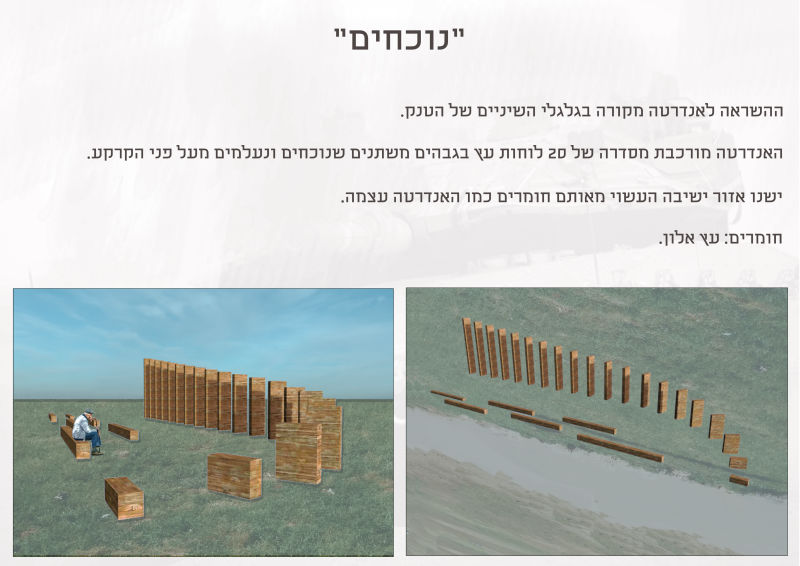 "נוכחים"
ההשראה לאנדרטה מקורה בגלגלי השיניים של הטנק.
האנדרטה מורכבת מסדרה של 20 לוחות עץ בגבהים משתנים שנוכחים ונעלמים מעל פני הקרקע.
ישנו אזור ישיבה העשוי מאותם חומרים כמו האנדרטה עצמה.
חומרים: עץ אלון.